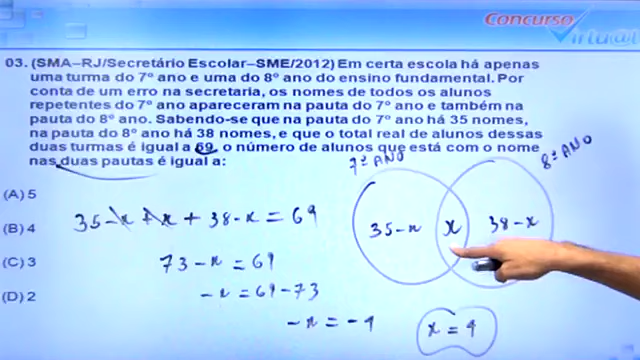 Concurso
Virtual
03. (SMA–RJ/Secretário Escolar–SME/2012) Em certa escola há apenas
uma turma do 7º ano e uma do 8º ano do ensino fundamental. Por
conta de um erro na secretaria, os nomes de todos os alunos
repetentes do 7º ano apareceram na pauta do 7º ano e também na
pauta do 8º ano. Sabendo-se que na pauta do 7º ano há 35 nomes,
na pauta do 8º ano há 38 nomes, e que o total real de alunos dessas
duas turmas é igual a 69, o número de alunos que está com o nome
nas duas pautas é igual a:
7º ANO
8º ANO
(A) 5
35-x + x + 38-x = 69
35-x x 38-x
(B) 4
(C) 3
73-x = 69
(D) 2
-x = 69-73
-x = -4
x = 4